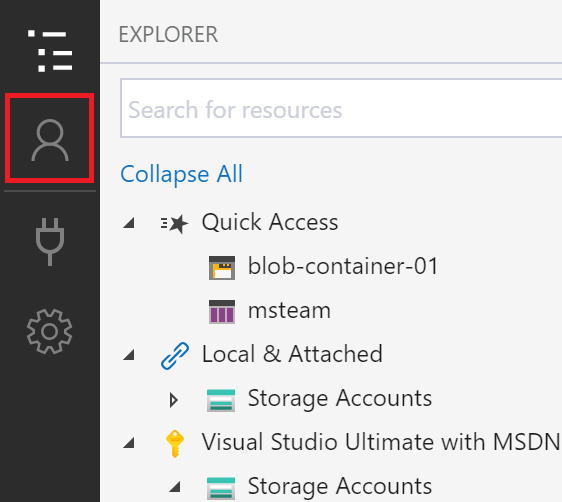 EXPLORER
Search for resources
Collapse All
Quick Access
blob-container-01
msteam
Local & Attached
Storage Accounts
Visual Studio Ultimate with MSDN
Storage Accounts